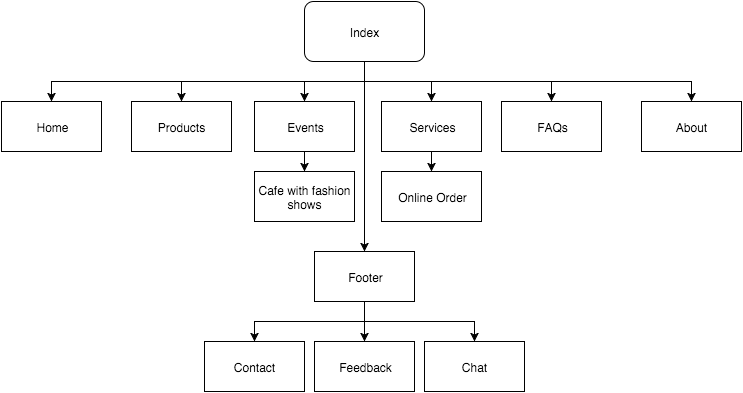 Index
Home
Products
Events
Services
FAQs
About
Cafe with fashion
shows
Online Order
Footer
Contact
Feedback
Chat